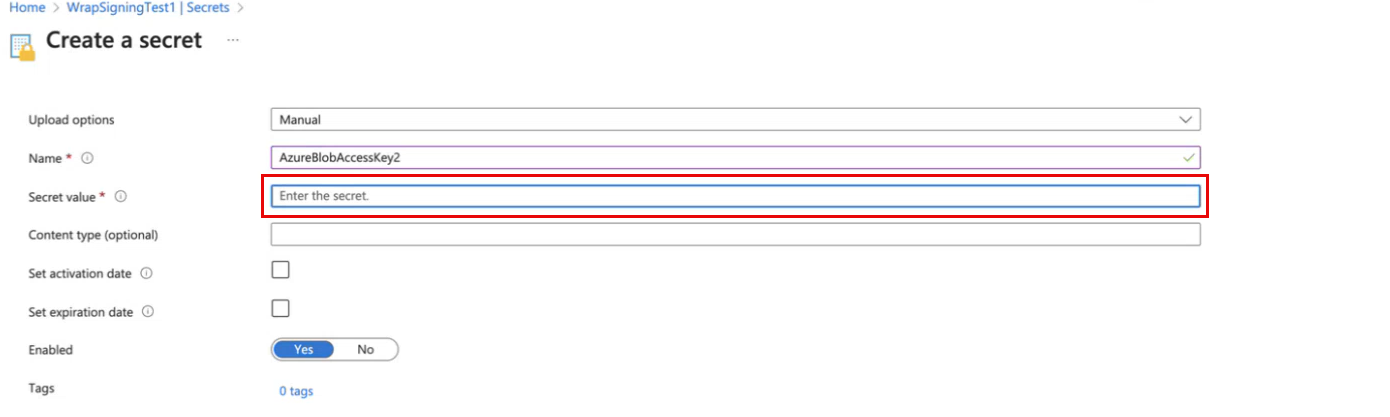 Home > WrapSigningTest1 | Secrets >
Create a secret ...
Upload options Manual
Name * AzureBlobAccessKey2
Secret value * Enter the secret.
Content type (optional)
Set activation date
Set expiration date
Enabled Yes No
Tags 0 tags